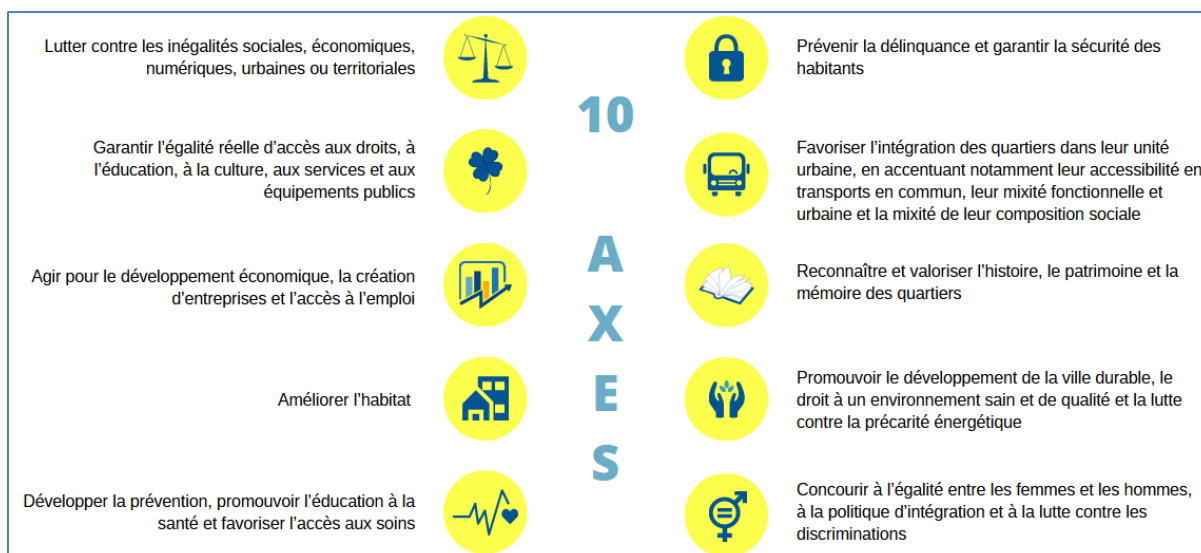 Lutter contre les inégalités sociales, économiques,
numériques, urbaines ou territoriales
Garantir l’égalité réelle d’accès aux droits, à
l’éducation, à la culture, aux services et aux
équipements publics
Agir pour le développement économique, la création
d’entreprises et l’accès à l’emploi
Améliorer l’habitat
Développer la prévention, promouvoir l’éducation à la
santé et favoriser l’accès aux soins
10
A
X
E
S
Prévenir la délinquance et garantir la sécurité des
habitants
Favoriser l’intégration des quartiers dans leur unité
urbaine, en accentuant notamment leur accessibilité en
transports en commun, leur mixité fonctionnelle et
urbaine et la mixité de leur composition sociale
Reconnaître et valoriser l’histoire, le patrimoine et la
mémoire des quartiers
Promouvoir le développement de la ville durable, le
droit à un environnement sain et de qualité et la lutte
contre la précarité énergétique
Concourir à l’égalité entre les femmes et les hommes,
à la politique d’intégration et à la lutte contre les
discriminations